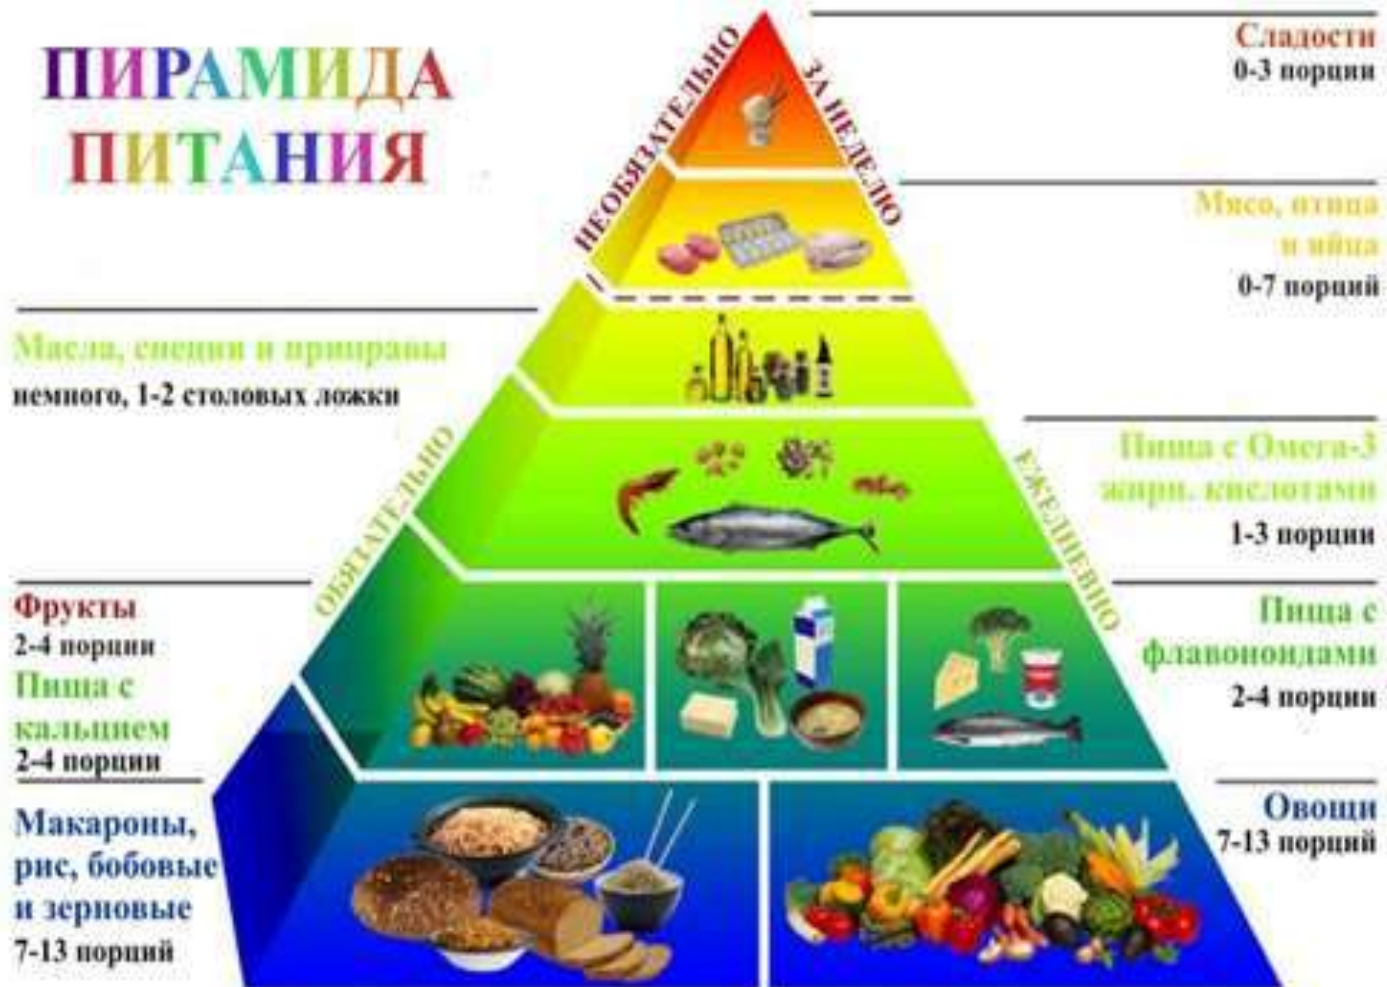 ПИРАМИДА
ПИТАНИЯ
НЕОБЯЗАТЕЛЬНО
ЗА НЕДЕЛЮ
Сладости
0-3 порции
Мясо, птица
и яйца
0-7 порций
Масла, специи и приправы
немного, 1-2 столовых ложки
ОБЯЗАТЕЛЬНО
ЕЖЕДНЕВНО
Пища с Омега-3
жирн. кислотами
1-3 порции
Фрукты
2-4 порции
Пища с
кальцием
2-4 порции
Пища с
флавоноидами
2-4 порции
Макароны,
рис, бобовые
и зерновые
7-13 порций
Овощи
7-13 порций